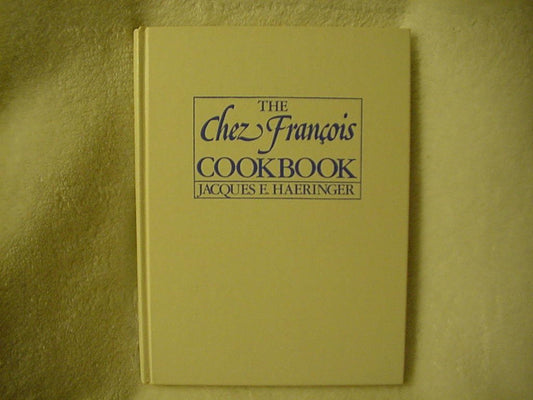 THE
Chez François
COOKBOOK
JACQUES E. HAERINGER